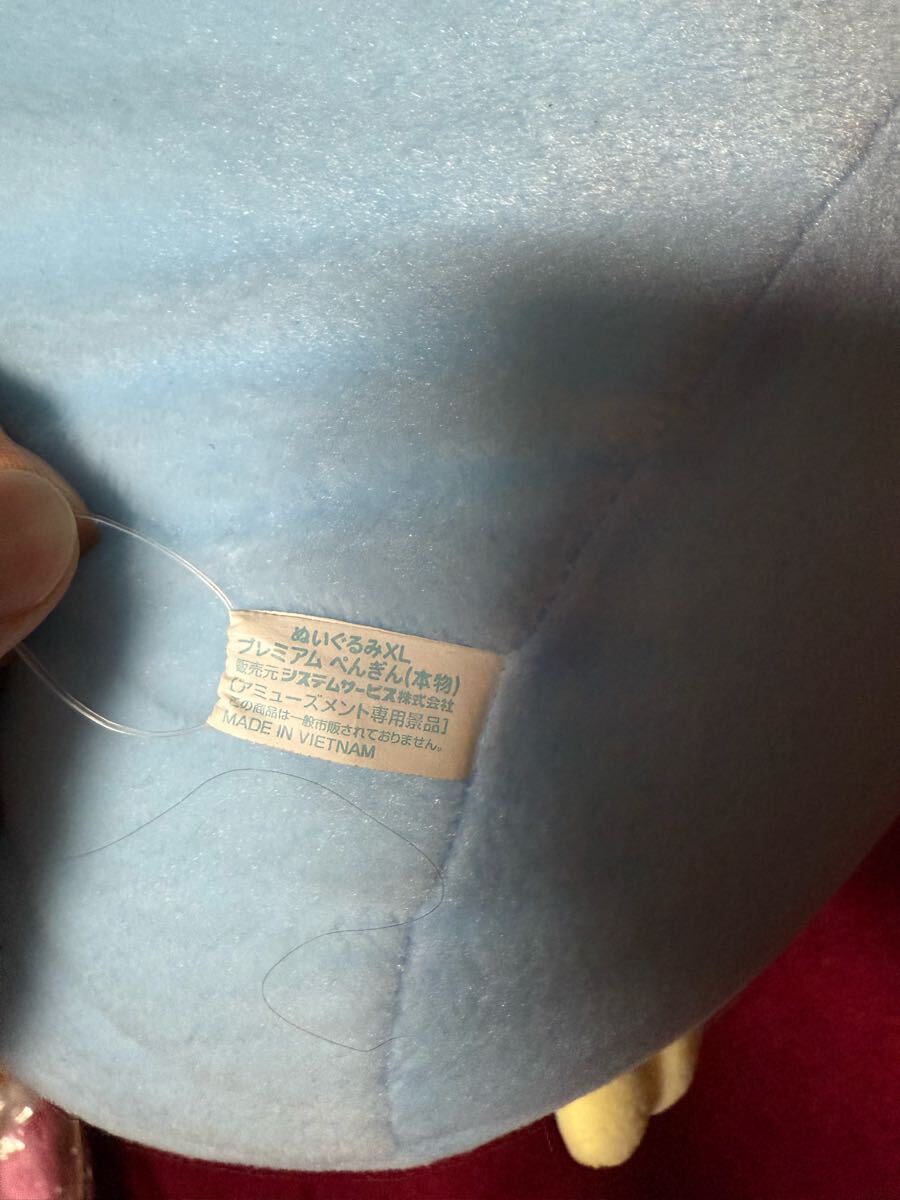 ぬいぐるみXL
プレミアム ぺんぎん(本物)
販売元 システムサービス株式会社
[アミューズメント専用景品]
この商品は一般市販されておりません。
MADE IN VIETNAM